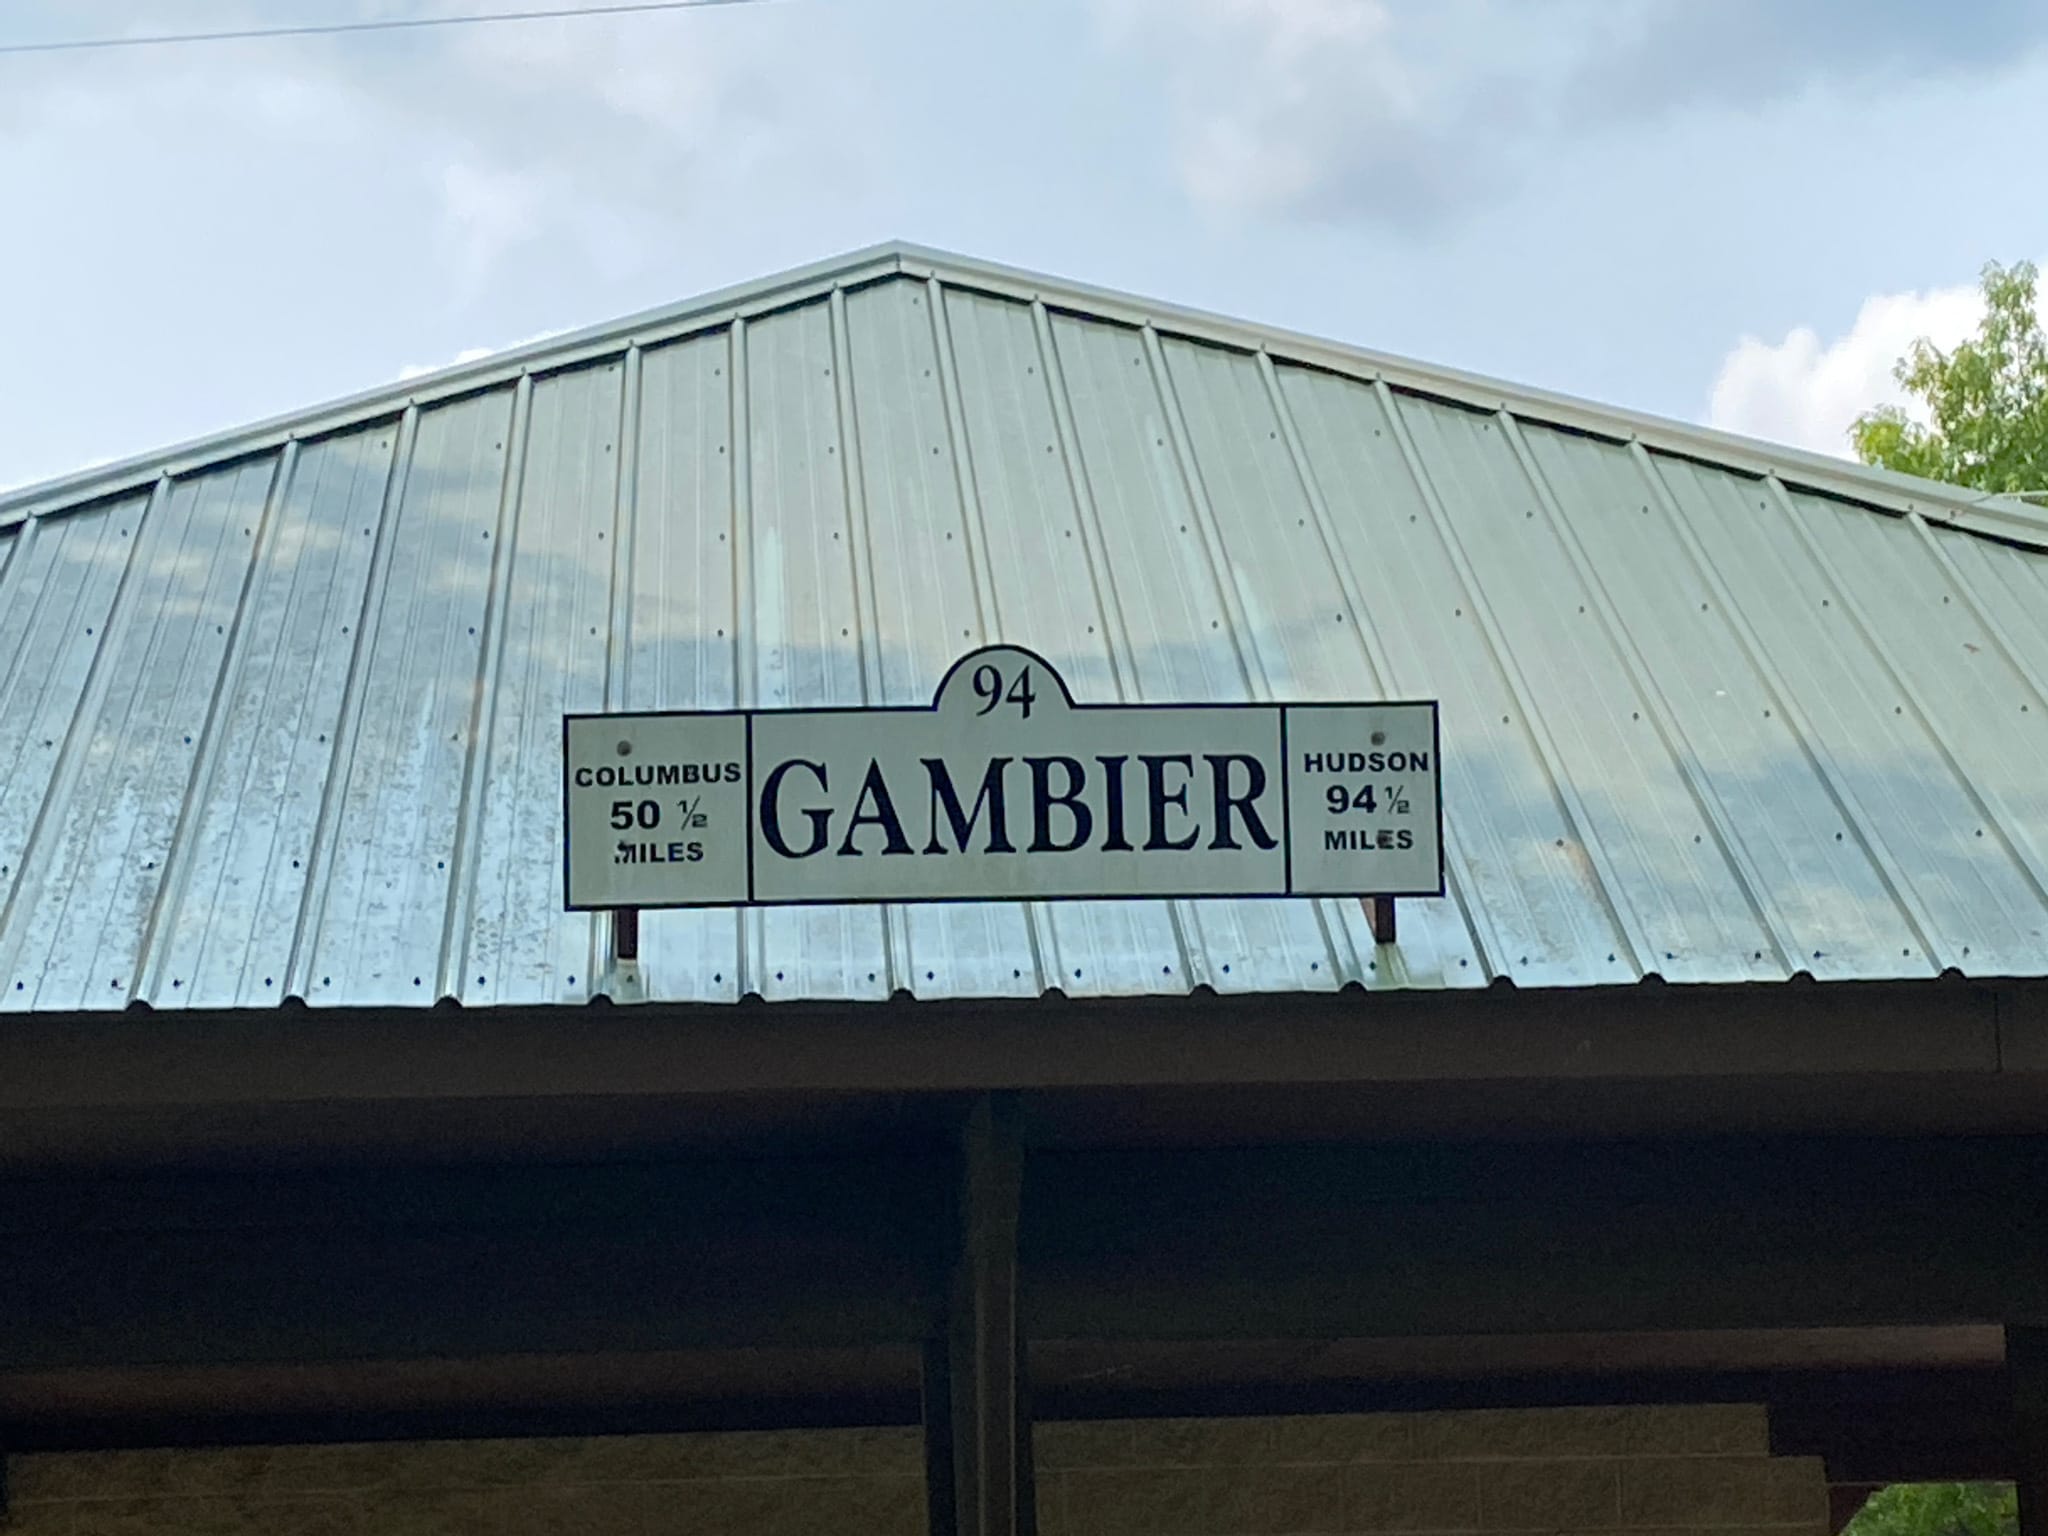 94
COLUMBUS
50 ½
MILES
GAMBIER
HUDSON
94 ½
MILES